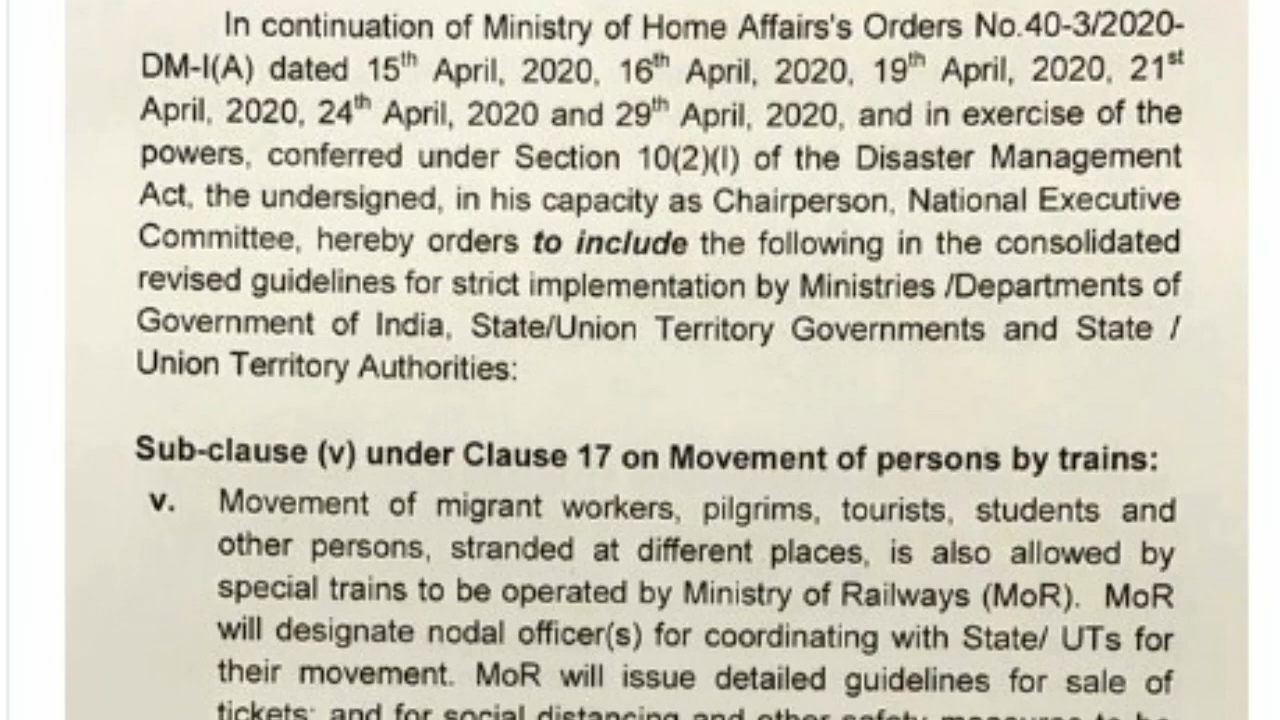 In continuation of Ministry of Home Affairs's Orders No.40-3/2020-
DM-I(A) dated 15th April, 2020, 16th April, 2020, 19th April, 2020, 21st
April, 2020, 24th April, 2020 and 29th April, 2020, and in exercise of the
powers, conferred under Section 10(2)(l) of the Disaster Management
Act, the undersigned, in his capacity as Chairperson, National Executive
Committee, hereby orders to include the following in the consolidated
revised guidelines for strict implementation by Ministries /Departments of
Government of India, State/Union Territory Governments and State /
Union Territory Authorities:
Sub-clause (v) under Clause 17 on Movement of persons by trains:
v. Movement of migrant workers, pilgrims, tourists, students and
other persons, stranded at different places, is also allowed by
special trains to be operated by Ministry of Railways (MoR). MoR
will designate nodal officer(s) for coordinating with State/ UTs for
their movement. MoR will issue detailed guidelines for sale of
tickets; and for social distancing and other safety measures to be